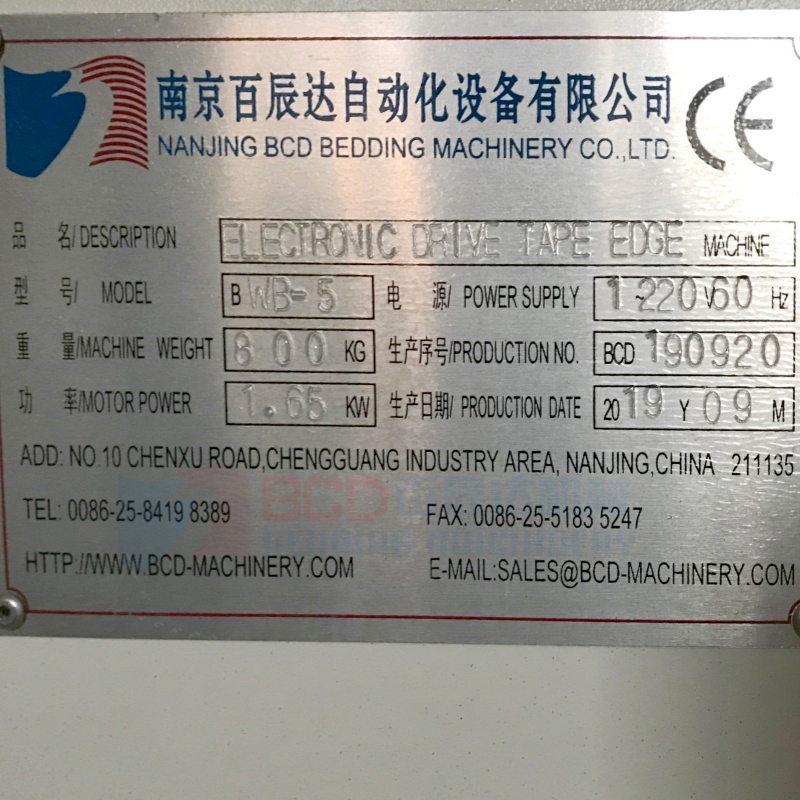 南京百辰达自动化设备有限公司 CE
NANJING BCD BEDDING MACHINERY CO.,LTD.
品 名/DESCRIPTION ELECTRONIC DRIVE TAPE EDGE MACHINE
型 号/ MODEL BWB-5 电 源/ POWER SUPPLY 1~220V60 Hz
重 量/MACHINE WEIGHT 600 KG 生产序号/PRODUCTION NO. BCD 190920
功 率/MOTOR POWER 1.65 KW 生产日期/ PRODUCTION DATE 2019 Y 09 M
ADD: NO.10 CHENXU ROAD,CHENGGUANG INDUSTRY AREA, NANJING,CHINA 211135
TEL: 0086-25-8419 8389 FAX: 0086-25-5183 5247
HTTP://WWW.BCD-MACHINERY.COM E-MAIL:SALES@BCD-MACHINERY.COM
BCD
BEDDING MACHINERY